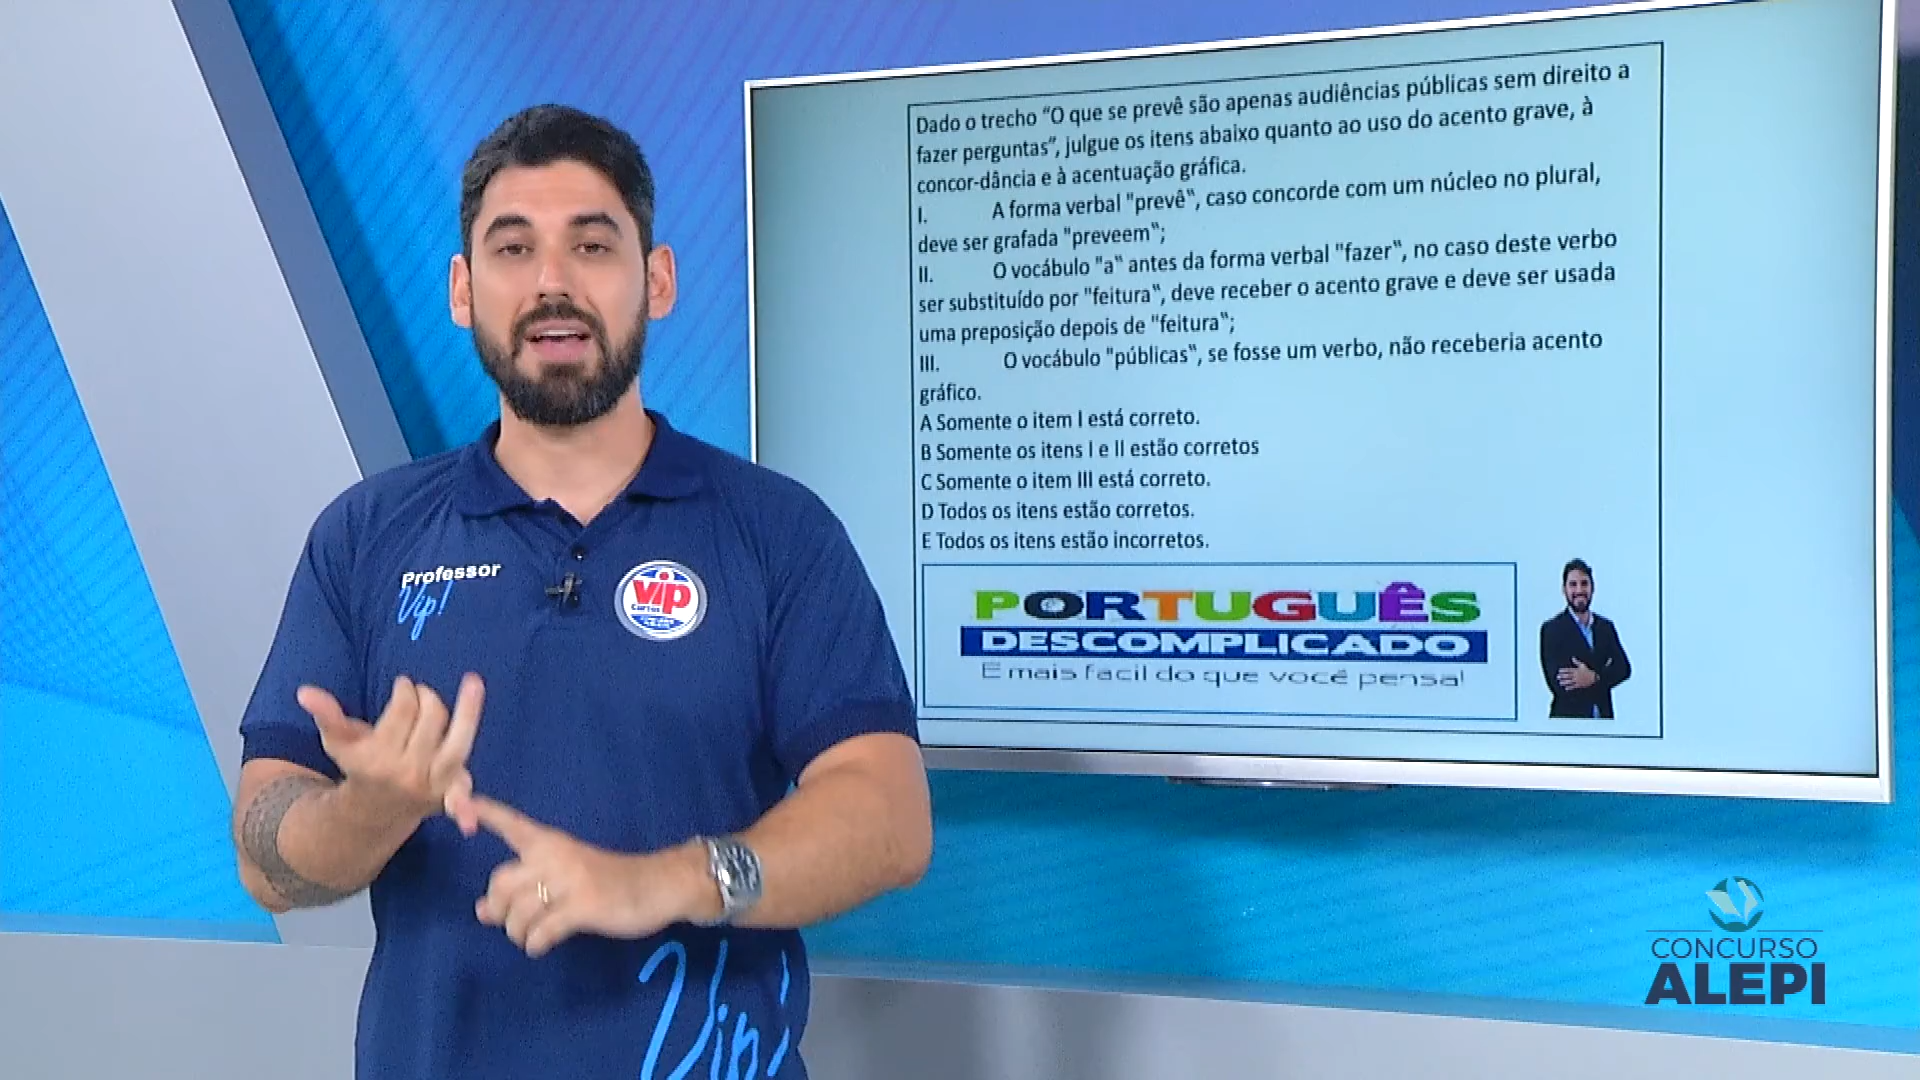 Dado o trecho “O que se prevê são apenas audiências públicas sem direito a
fazer perguntas”, julgue os itens abaixo quanto ao uso do acento grave, à
concor-dância e à acentuação gráfica.
I. A forma verbal "prevê", caso concorde com um núcleo no plural,
deve ser grafada "preveem";
II. O vocábulo "a" antes da forma verbal "fazer", no caso deste verbo
ser substituído por "feitura", deve receber o acento grave e deve ser usada
uma preposição depois de "feitura";
III. O vocábulo "públicas", se fosse um verbo, não receberia acento
gráfico.
A Somente o item I está correto.
B Somente os itens I e II estão corretos
C Somente o item III está correto.
D Todos os itens estão corretos.
E Todos os itens estão incorretos.
PORTUGUÊS
DESCOMPLICADO
É mais facil do que você pensa!
Professor
Vip!
vip
Vip!
CONCURSO
ALEPI